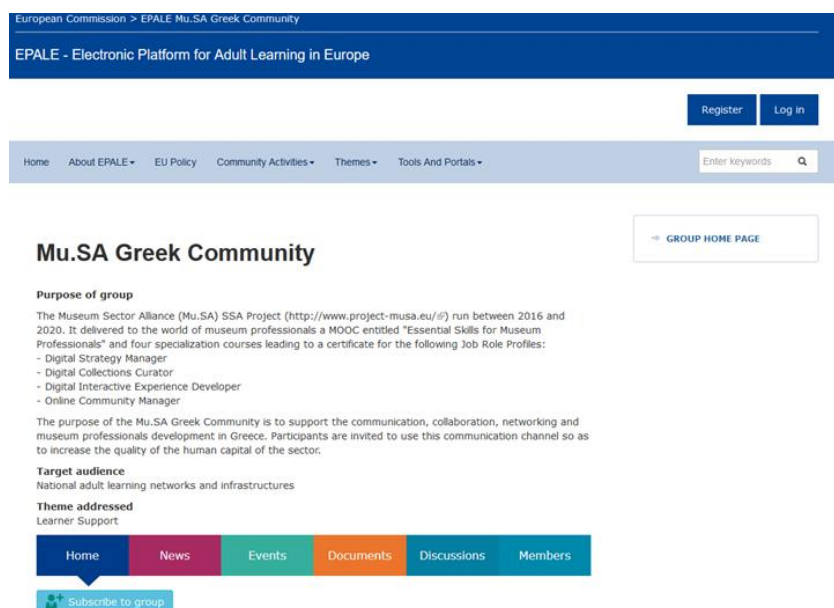 European Commission > EPALE Mu.SA Greek Community
EPALE - Electronic Platform for Adult Learning in Europe
Register Log in
Home About EPALE EU Policy Community Activities Themes Tools And Portals Enter keywords
GROUP HOME PAGE
Mu.SA Greek Community
Purpose of group
The Museum Sector Alliance (Mu.SA) SSA Project (http://www.project-musa.eu/) run between 2016 and
2020. It delivered to the world of museum professionals a MOOC entitled "Essential Skills for Museum
Professionals" and four specialization courses leading to a certificate for the following Job Role Profiles:
- Digital Strategy Manager
- Digital Collections Curator
- Digital Interactive Experience Developer
- Online Community Manager
The purpose of the Mu.SA Greek Community is to support the communication, collaboration, networking and
museum professionals development in Greece. Participants are invited to use this communication channel so as
to increase the quality of the human capital of the sector.
Target audience
National adult learning networks and infrastructures
Theme addressed
Learner Support
Home News Events Documents Discussions Members
Subscribe to group